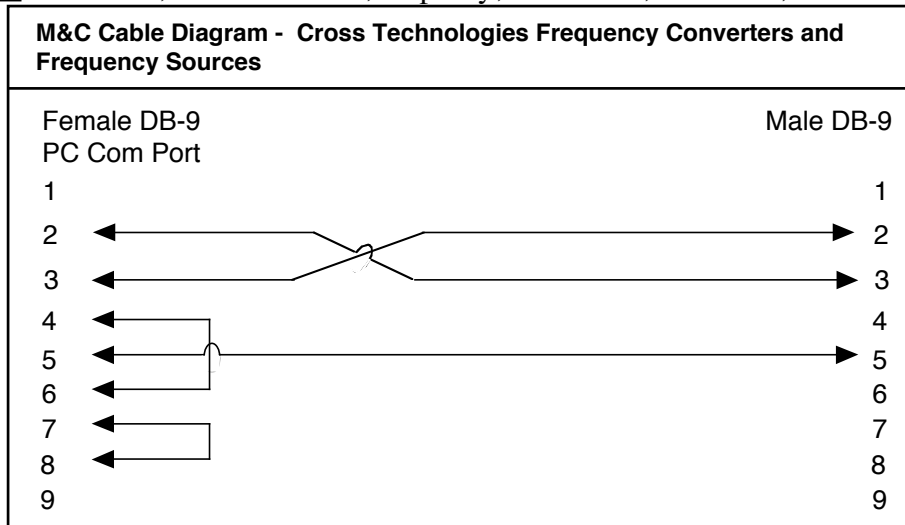 M&C Cable Diagram - Cross Technologies Frequency Converters and
Frequency Sources
Female DB-9 Male DB-9
PC Com Port
1 1
2 2
3 3
4 4
5 5
6 6
7 7
8 8
9 9